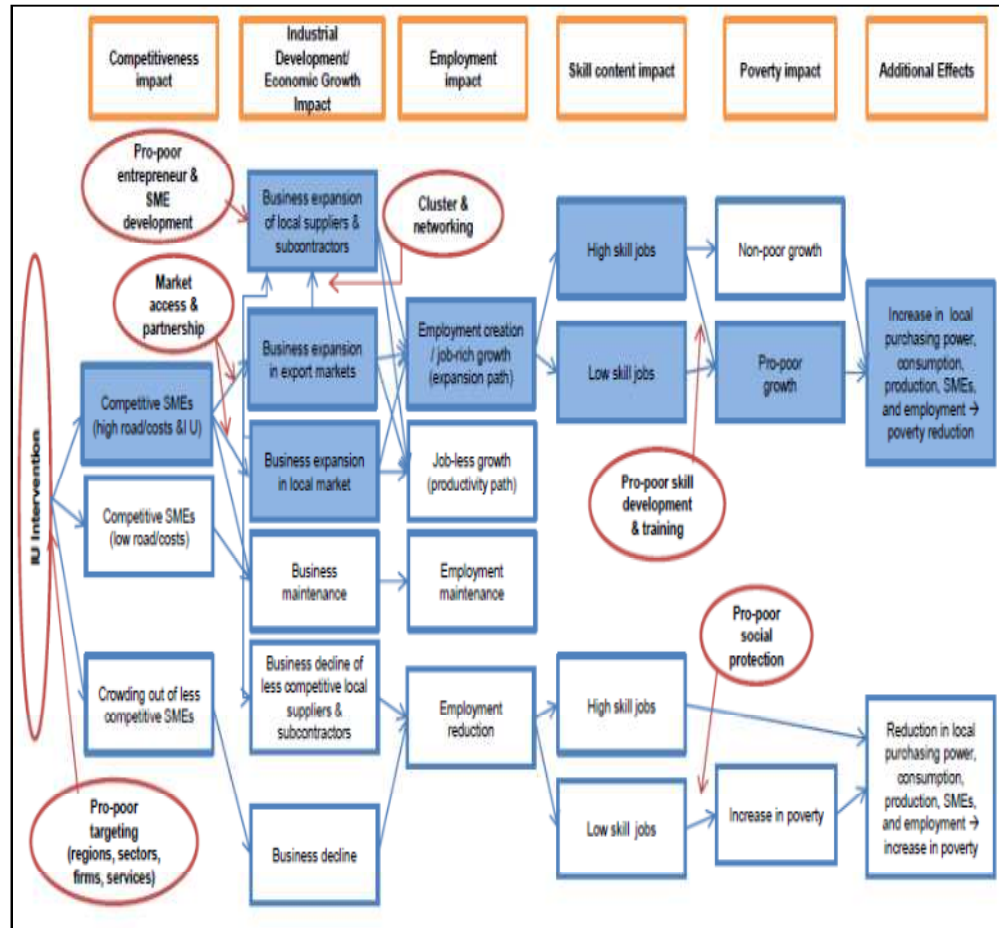 Competitiveness
impact
Industrial
Development/
Economic Growth
Impact
Employment
impact
Skill content impact
Poverty impact
Additional Effects
Pro-poor
entrepreneur &
SME
development
Business expansion
of local suppliers &
subcontractors
Cluster &
networking
High skill jobs
Non-poor growth
Market
access &
partnership
Business expansion
in export markets
Employment creation
/ job-rich growth
(expansion path)
Low skill jobs
Pro-poor
growth
Increase in local
purchasing power,
consumption,
production, SMEs,
and employment →
poverty reduction
IU Intervention
Competitive SMEs
(high road/costs &I U)
Business expansion
in local market
Job-less growth
(productivity path)
Pro-poor skill
development
& training
Competitive SMEs
(low road/costs)
Business
maintenance
Employment
maintenance
Pro-poor
social
protection
Crowding out of less
competitive SMEs
Business decline of
less competitive local
suppliers &
subcontractors
Employment
reduction
High skill jobs
Reduction in local
purchasing power,
consumption,
production, SMEs,
and employment →
increase in poverty
Pro-poor
targeting
(regions, sectors,
firms, services)
Business decline
Low skill jobs
Increase in poverty